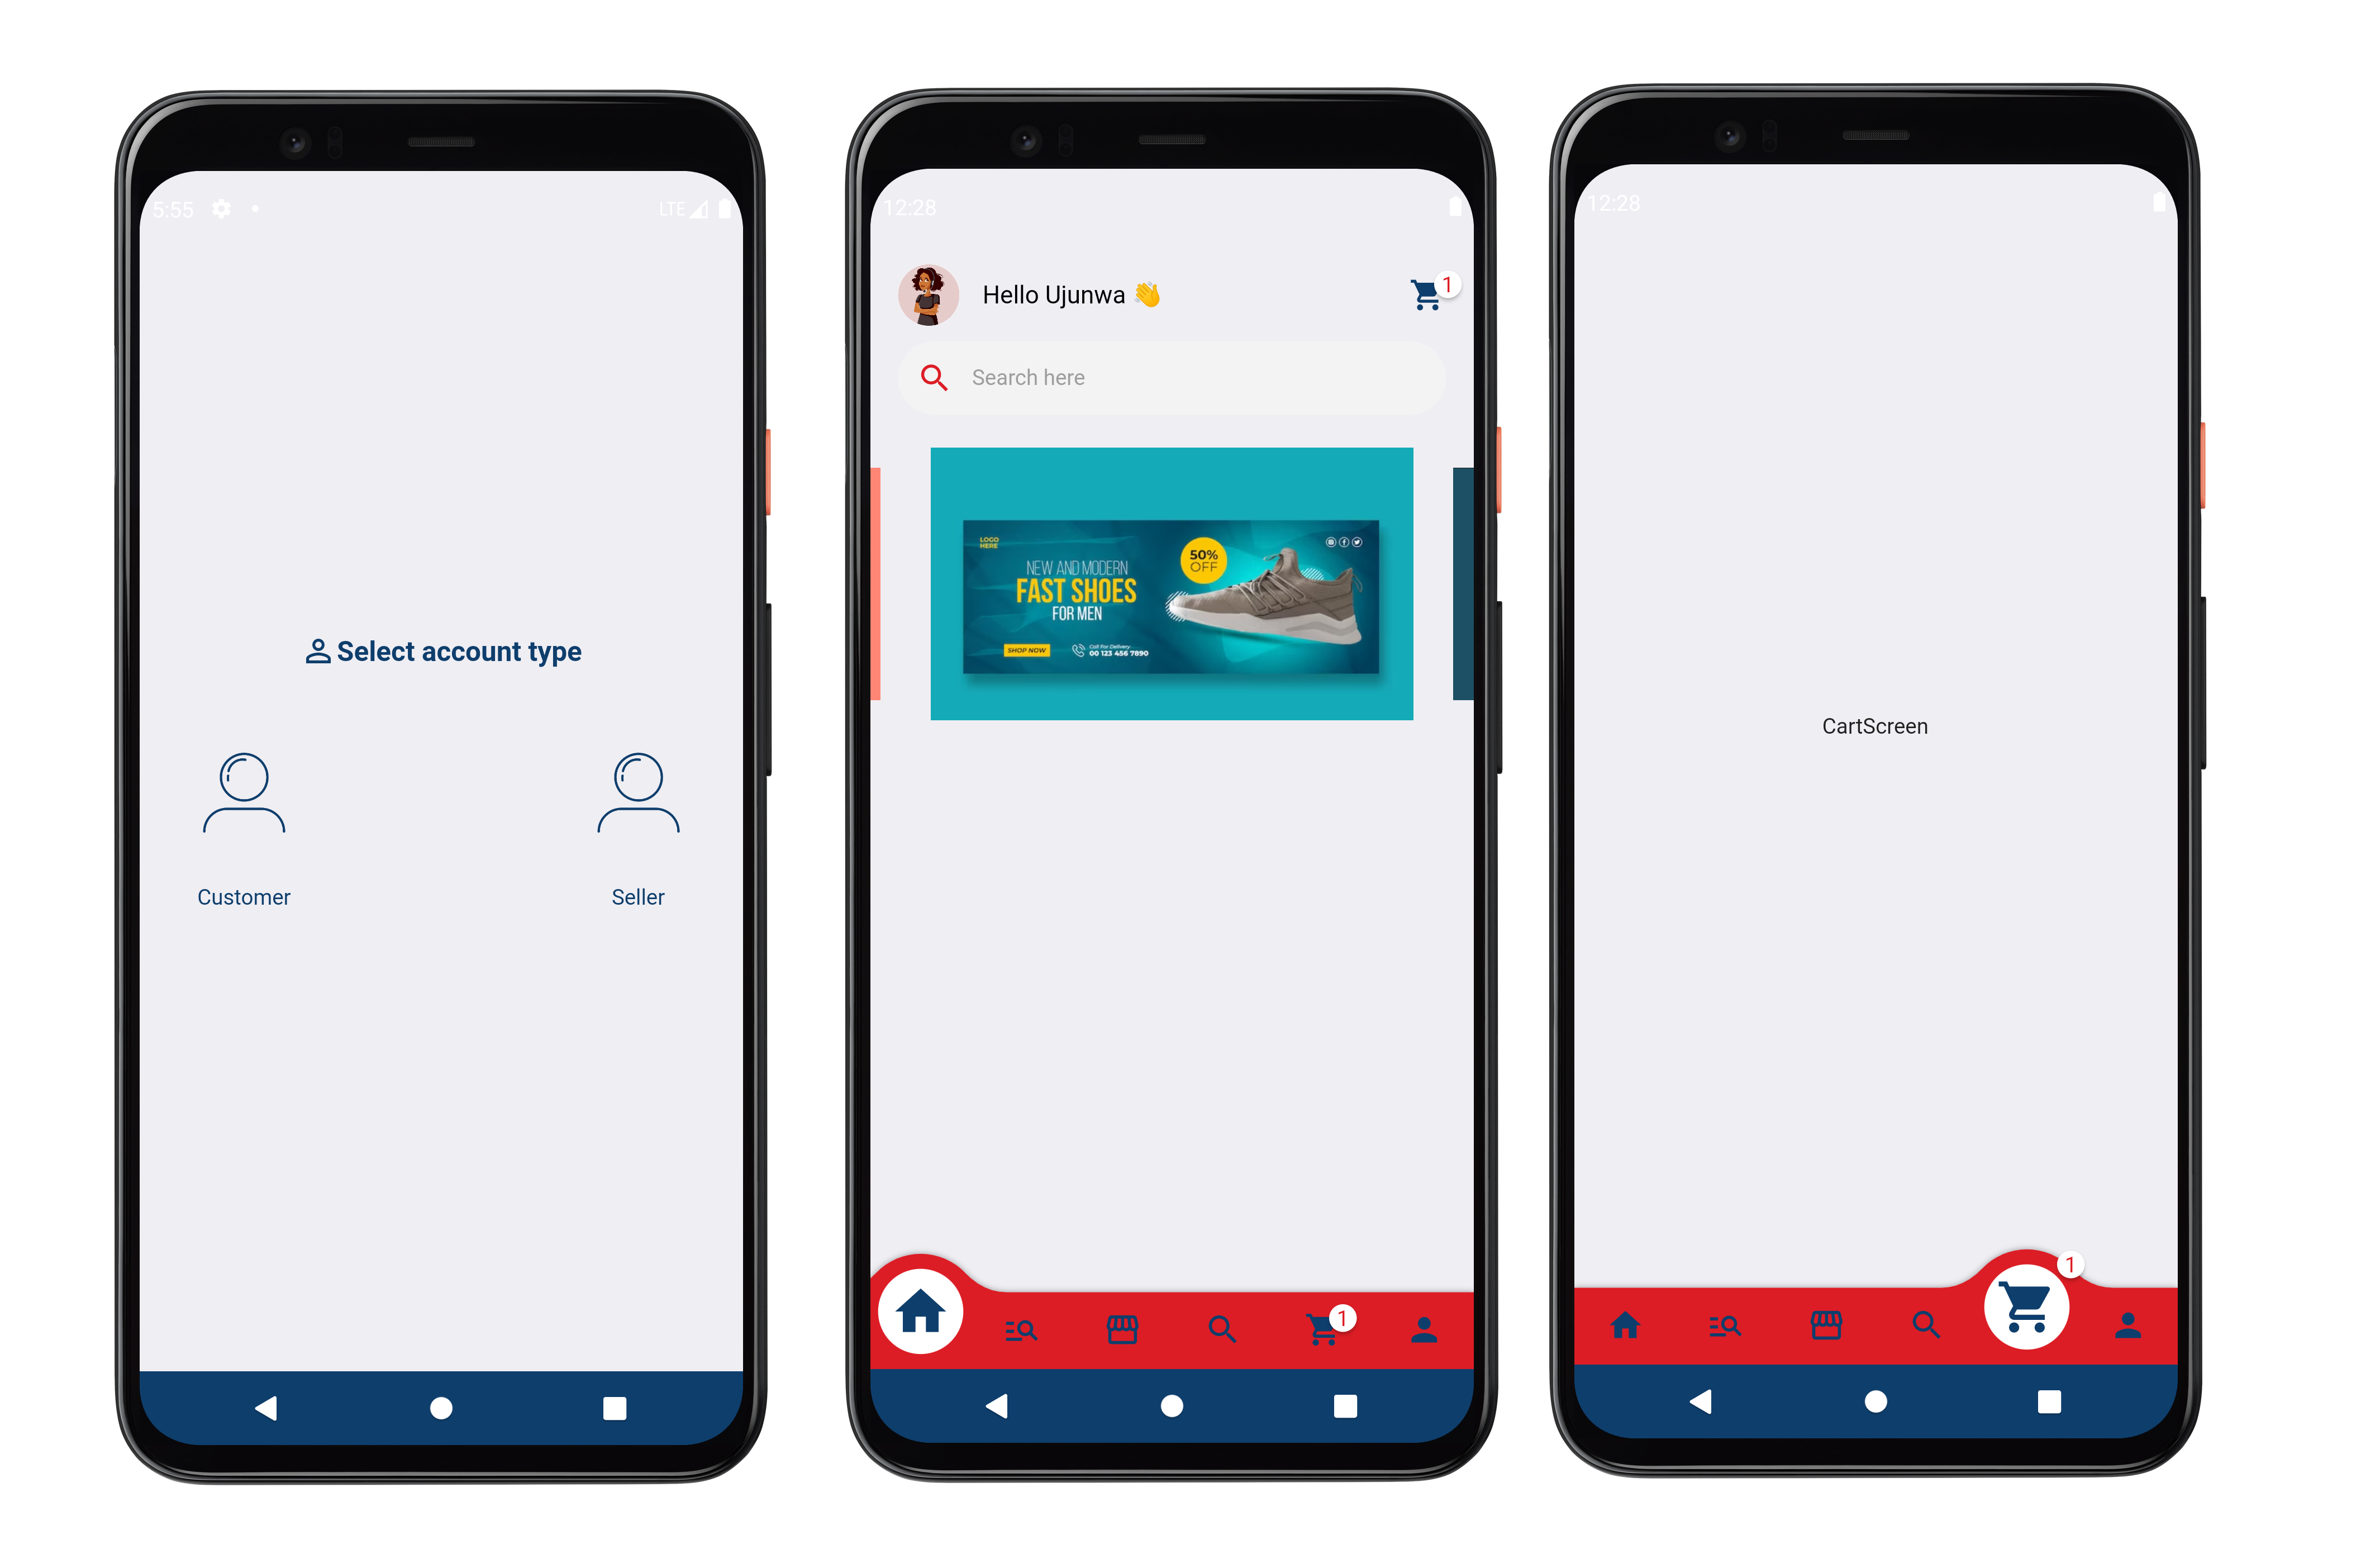 5:55
LTE
Select account type
Customer
Seller
12:28
Hello Ujunwa 👋
1
Search here
LOGO
HERE
NEW AND MODERN
FAST SHOES
FOR MEN
50%
OFF
SHOP NOW
Call For Delivery
00 123 456 7890
1
12:28
CartScreen
1